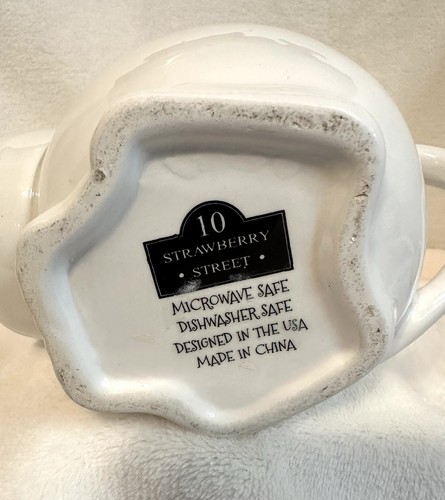 10
STRAWBERRY
• STREET •
MICROWAVE SAFE
DISHWASHER SAFE
DESIGNED IN THE USA
MADE IN CHINA